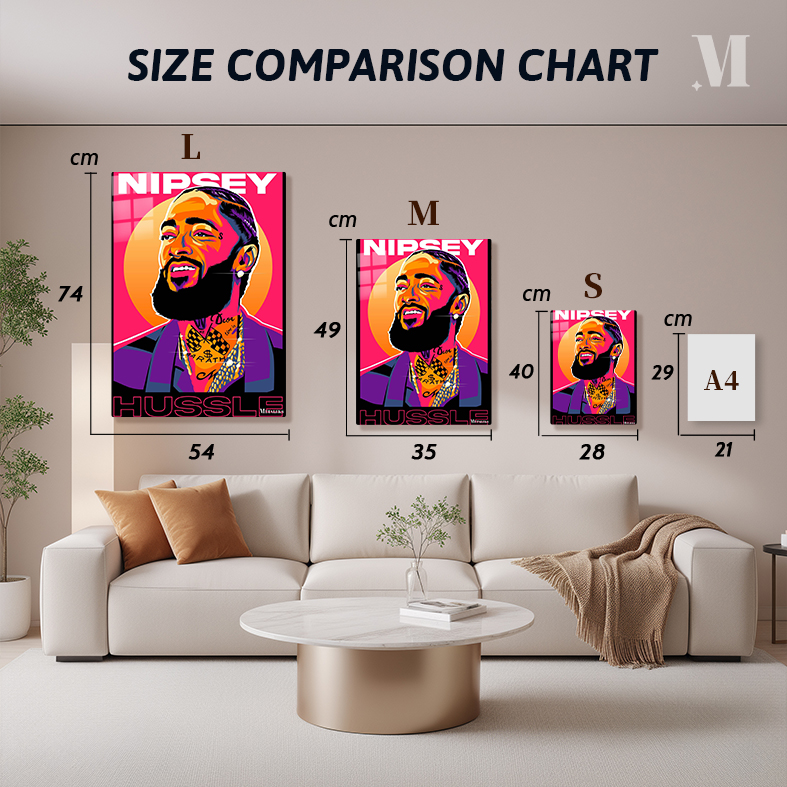 SIZE COMPARISON CHART
M
cm
L
NIPSEY
HUSSLE
74
54
cm
M
NIPSEY
HUSSLE
49
35
cm
S
NIPSEY
HUSSLE
40
28
cm
A4
29
21